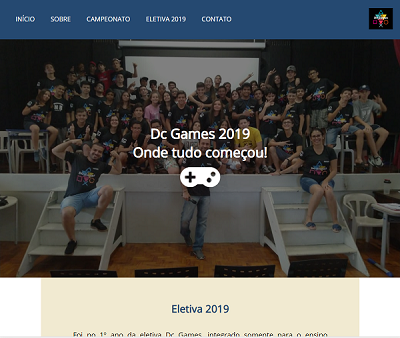 INÍCIO SOBRE CAMPEONATO ELETIVA 2019 CONTATO
Dc Games 2019
Onde tudo começou!
Eletiva 2019
Foi no 1º ano da eletiva Dc Games, integrado somente para o ensino